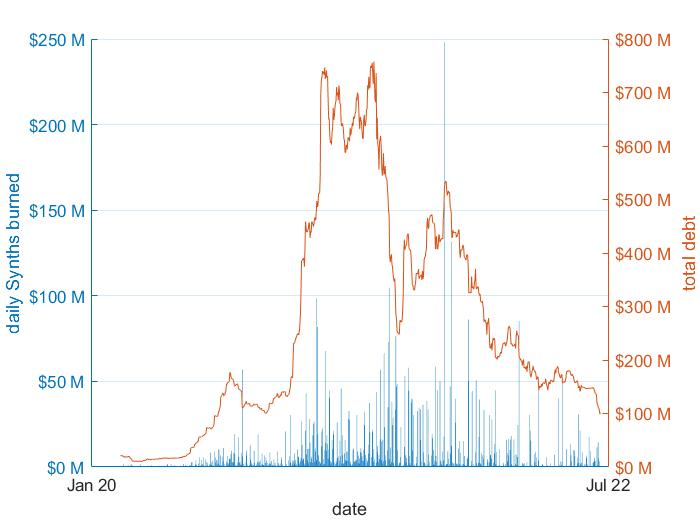 $250 M
$200 M
$150 M
$100 M
$50 M
$0 M
daily Synths burned
$800 M
$700 M
$600 M
$500 M
$400 M
$300 M
$200 M
$100 M
$0 M
total debt
Jan 20
Jul 22
date